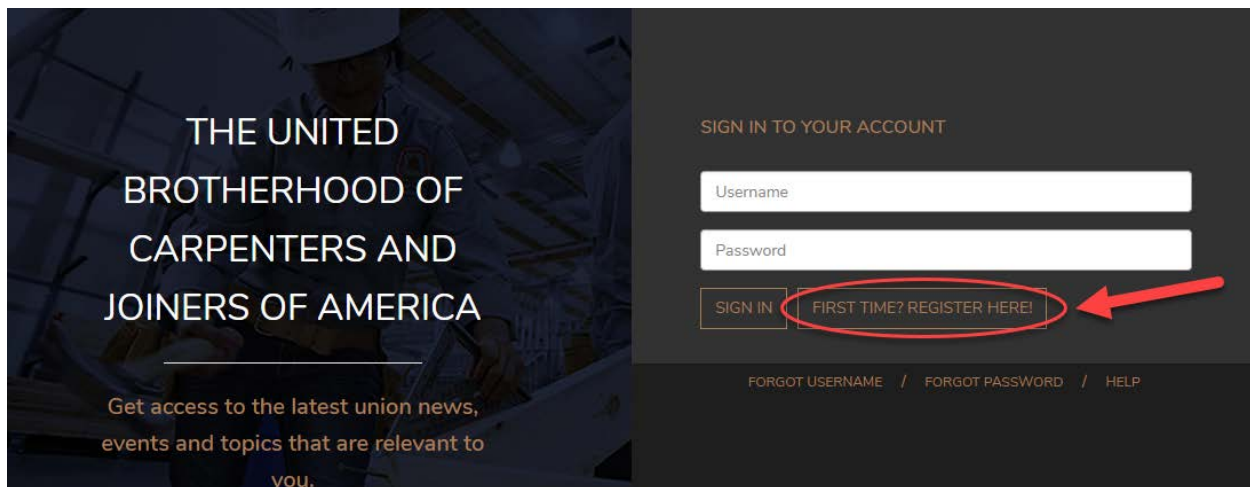 THE UNITED
BROTHERHOOD OF
CARPENTERS AND
JOINERS OF AMERICA
Get access to the latest union news,
events and topics that are relevant to
you.
SIGN IN TO YOUR ACCOUNT
Username
Password
SIGN IN FIRST TIME? REGISTER HERE!
FORGOT USERNAME / FORGOT PASSWORD / HELP